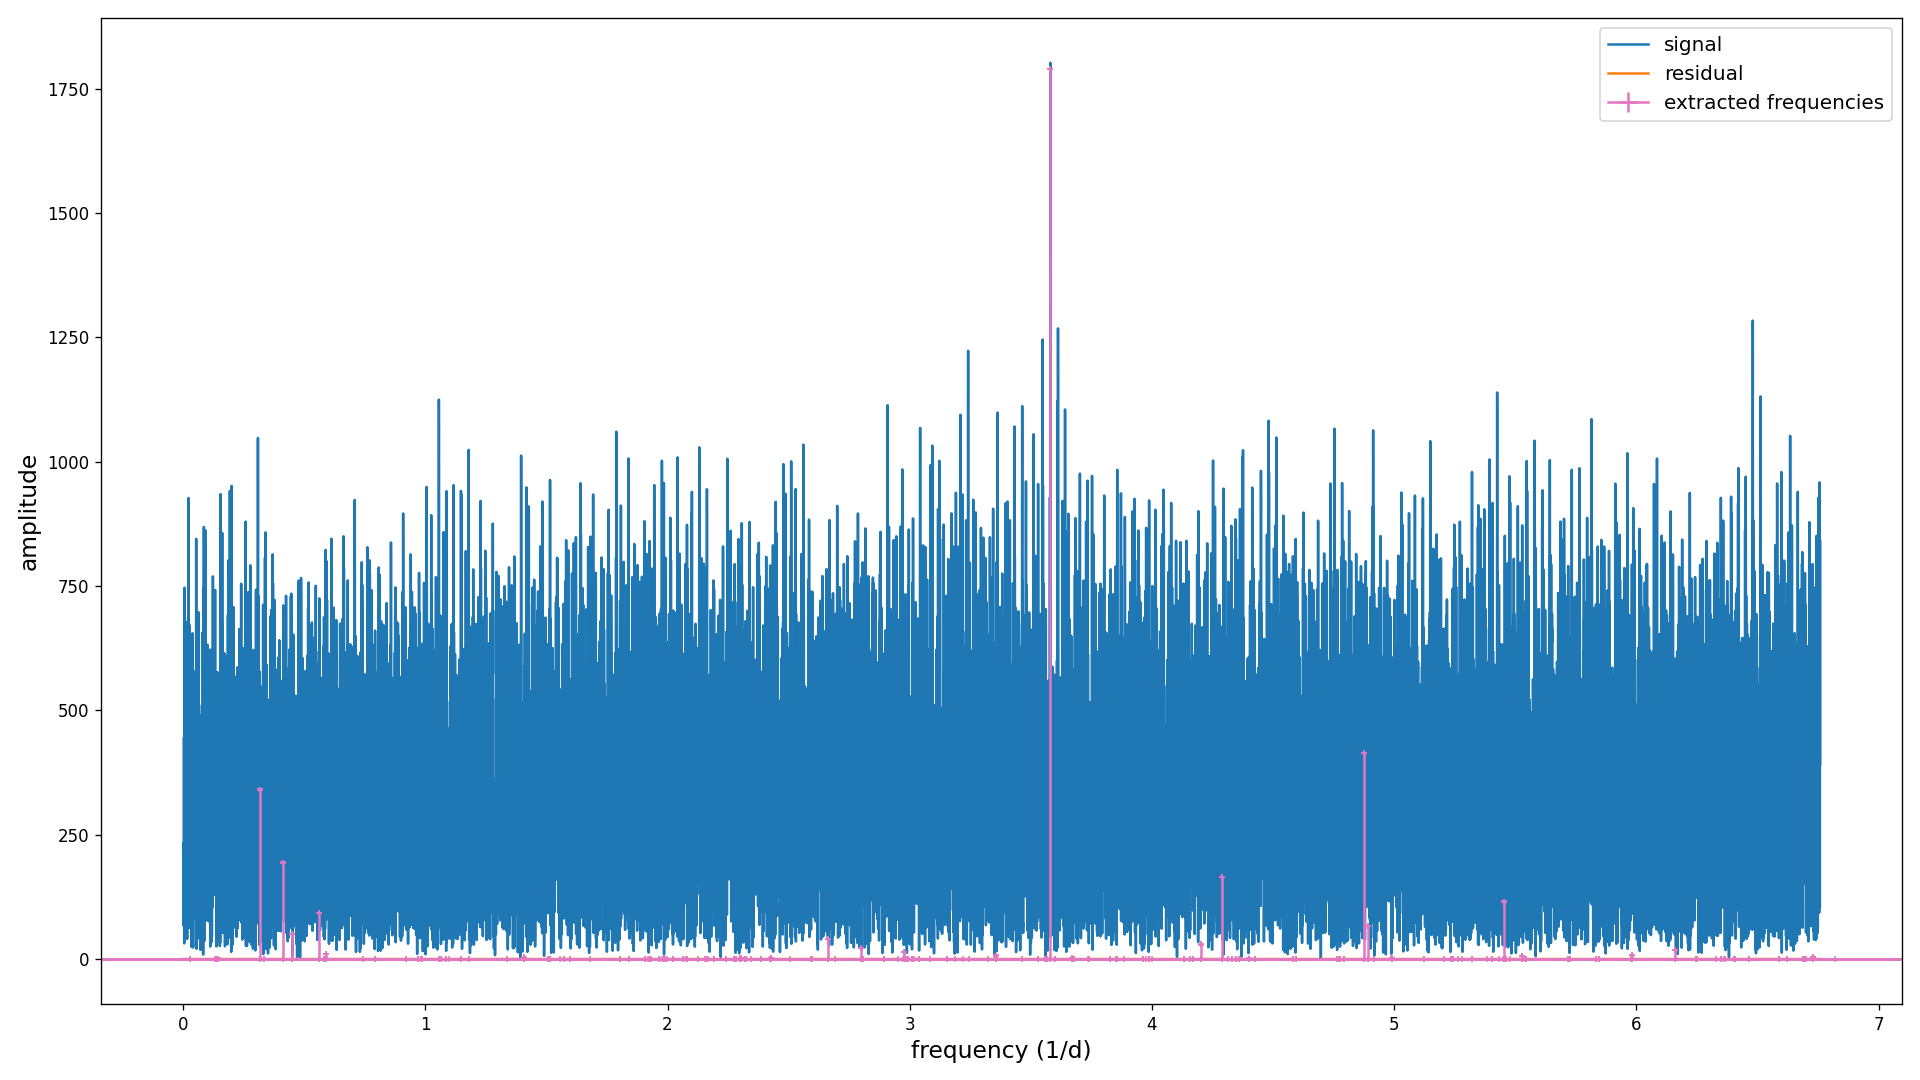 signal
residual
extracted frequencies
1750
1500
1250
1000
750
500
250
0
amplitude
0 1 2 3 4 5 6 7
frequency (1/d)